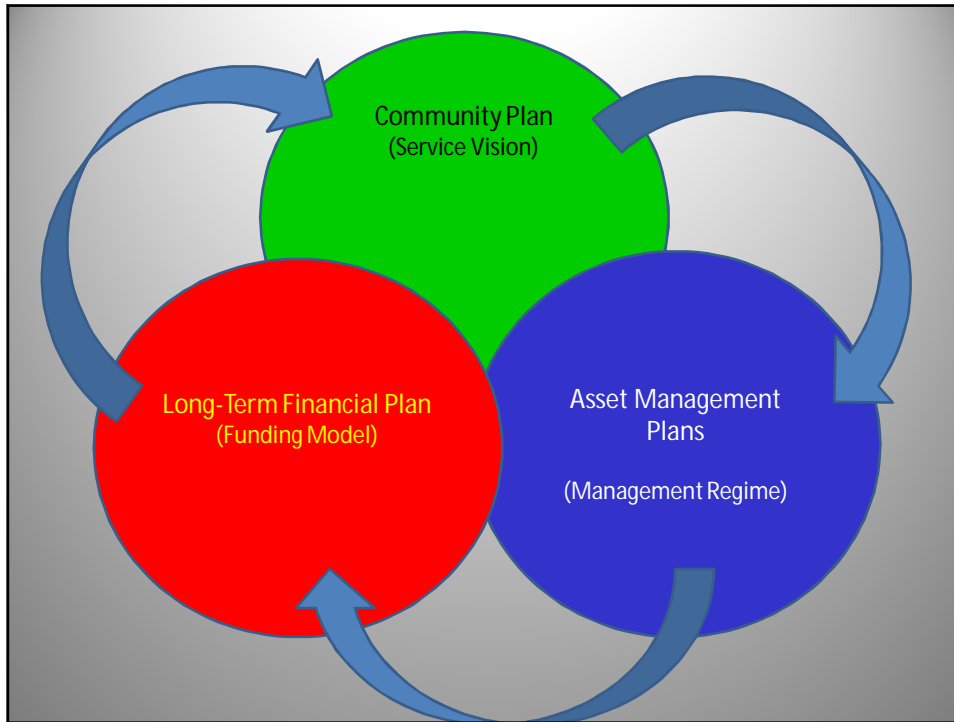 Community Plan
(Service Vision)
Long-Term Financial Plan
(Funding Model)
Asset Management
Plans
(Management Regime)